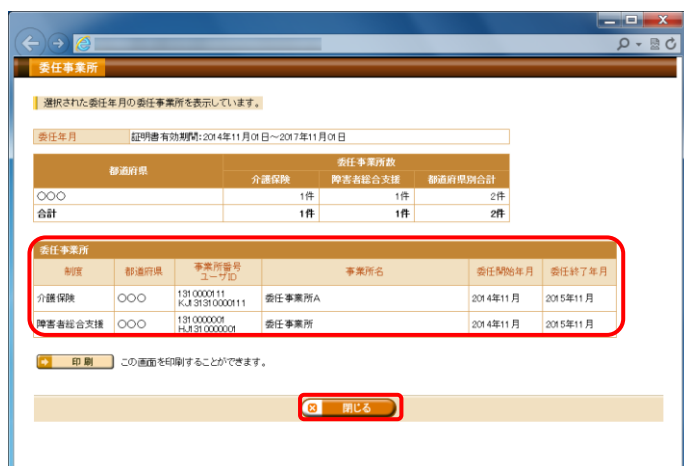 委任事業所
選択された委任年月の委任事業所を表示しています。
委任年月 証明書有効期間:2014年11月01日～2017年11月01日
都道府県 委任事業所数
介護保険 障害者総合支援 都道府県別合計
〇〇〇 1件 1件 2件
合計 1件 1件 2件
委任事業所
制度 都道府県 事業所番号 事業所名 委任開始年月 委任終了年月
ユーザID
介護保険 〇〇〇 1310000111 委任事業所A 2014年11月 2015年11月
KJ131310000111
障害者総合支援 〇〇〇 1310000001 委任事業所 2014年11月 2015年11月
HJ1310000001
印刷 この画面を印刷することができます。
閉じる